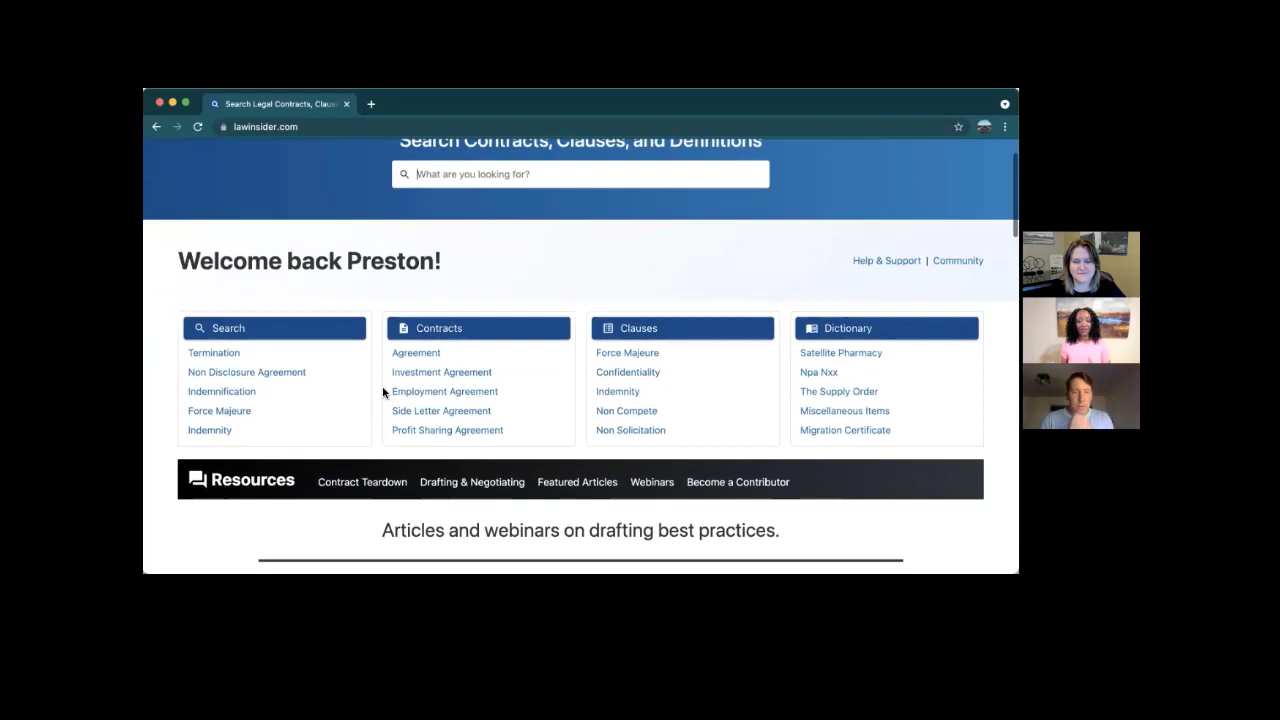 Search Legal Contracts, Claus
lawinsider.com
Search Contracts, Clauses, and Definitions
What are you looking for?
Welcome back Preston!
Help & Support | Community
Search
Termination
Non Disclosure Agreement
Indemnification
Force Majeure
Indemnity
Contracts
Agreement
Investment Agreement
Employment Agreement
Side Letter Agreement
Profit Sharing Agreement
Clauses
Force Majeure
Confidentiality
Indemnity
Non Compete
Non Solicitation
Dictionary
Satellite Pharmacy
Npa Nxx
The Supply Order
Miscellaneous Items
Migration Certificate
Resources Contract Teardown Drafting & Negotiating Featured Articles Webinars Become a Contributor
Articles and webinars on drafting best practices.